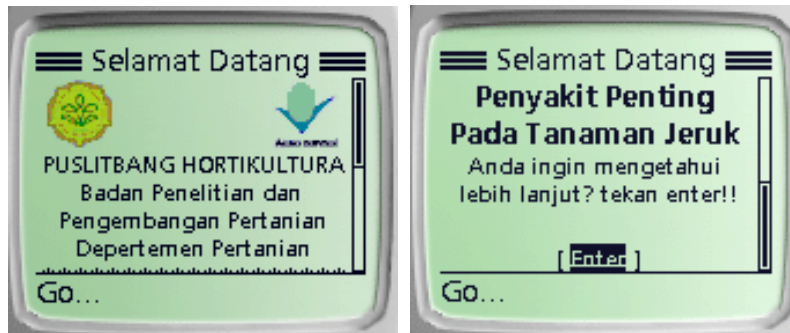 Selamat Datang
PUSLITBANG HORTIKULTURA
Badan Penelitian dan
Pengembangan Pertanian
Depertemen Pertanian
Go...
Selamat Datang
Penyakit Penting
Pada Tanaman Jeruk
Anda ingin mengetahui
lebih lanjut? tekan enter!!
[ Enter ]
Go...